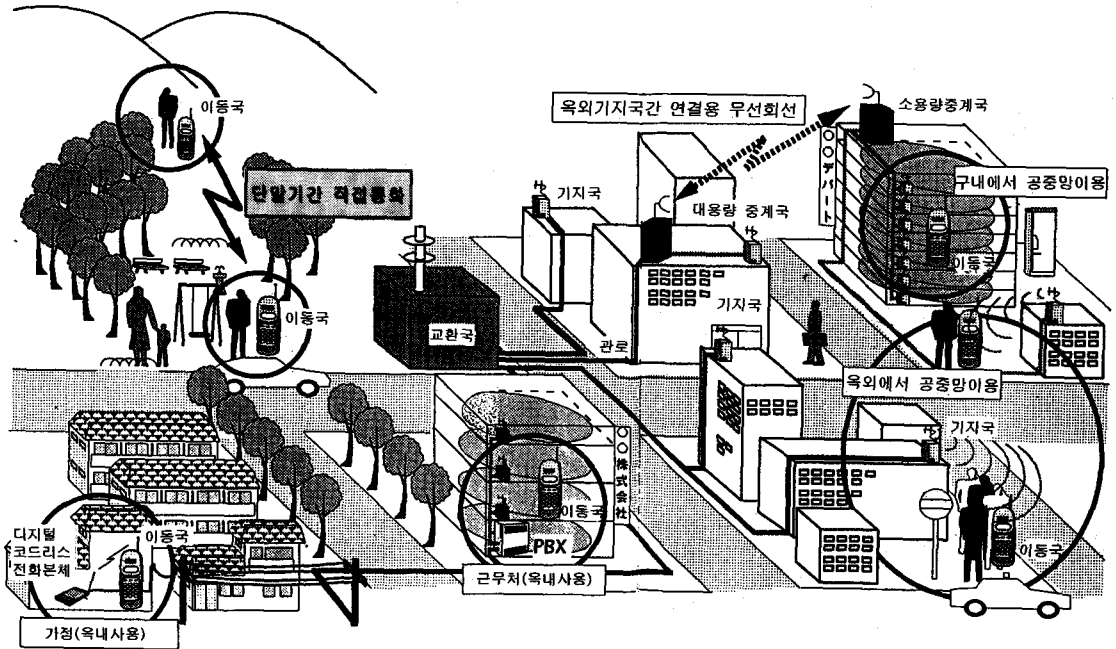 이동국
단말기간 직접통화
이동국
옥외기지국간 연결용 무선회선
소용량중계국
○○デパート
구내에서 공중망이용
이동국
기지국
대용량 중계국
기지국
교환국
관로
옥외에서 공중망이용
기지국
이동국
디지털
코드리스
전화본체
이동국
가정(옥내사용)
○○株式会社
이동국
PBX
근무처(옥내사용)